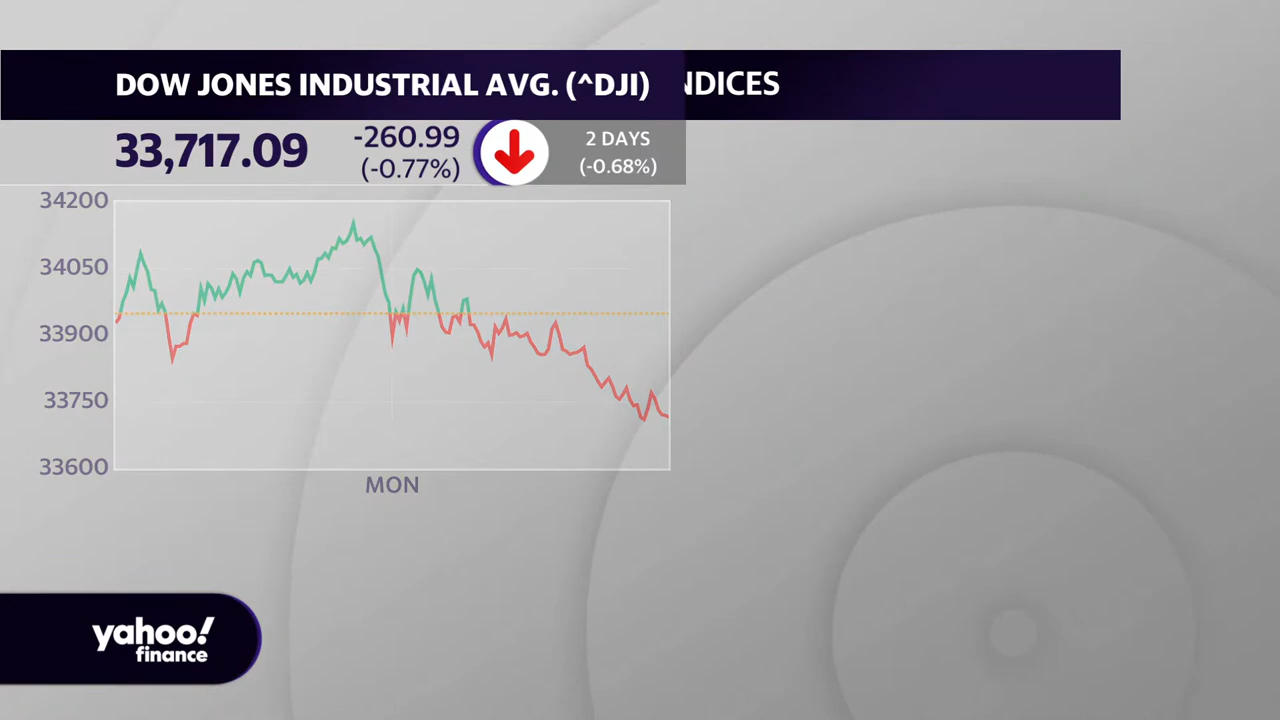 DOW JONES INDUSTRIAL AVG. (^DJI)
NDICES
33,717.09
-260.99
(-0.77%)
2 DAYS
(-0.68%)
34200
34050
33900
33750
33600
MON
yahoo!
finance